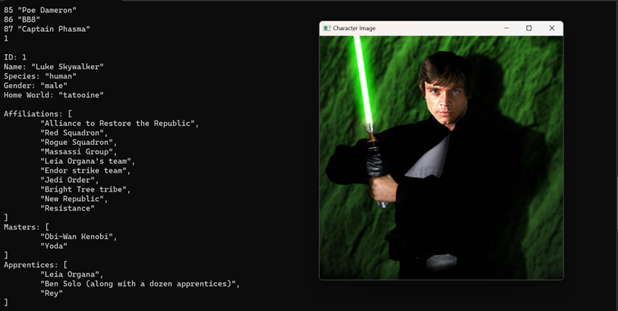 85 "Poe Dameron"
86 "BB8"
87 "Captain Phasma"
1
ID: 1
Name: "Luke Skywalker"
Species: "human"
Gender: "male"
Home World: "tatooine"
Affiliations: [
"Alliance to Restore the Republic",
"Red Squadron",
"Rogue Squadron",
"Massassi Group",
"Leia Organa's team",
"Endor strike team",
"Jedi Order",
"Bright Tree tribe",
"New Republic",
"Resistance"
]
Masters: [
"Obi-Wan Kenobi",
"Yoda"
]
Apprentices: [
"Leia Organa",
"Ben Solo (along with a dozen apprentices)",
"Rey"
]
Character Image